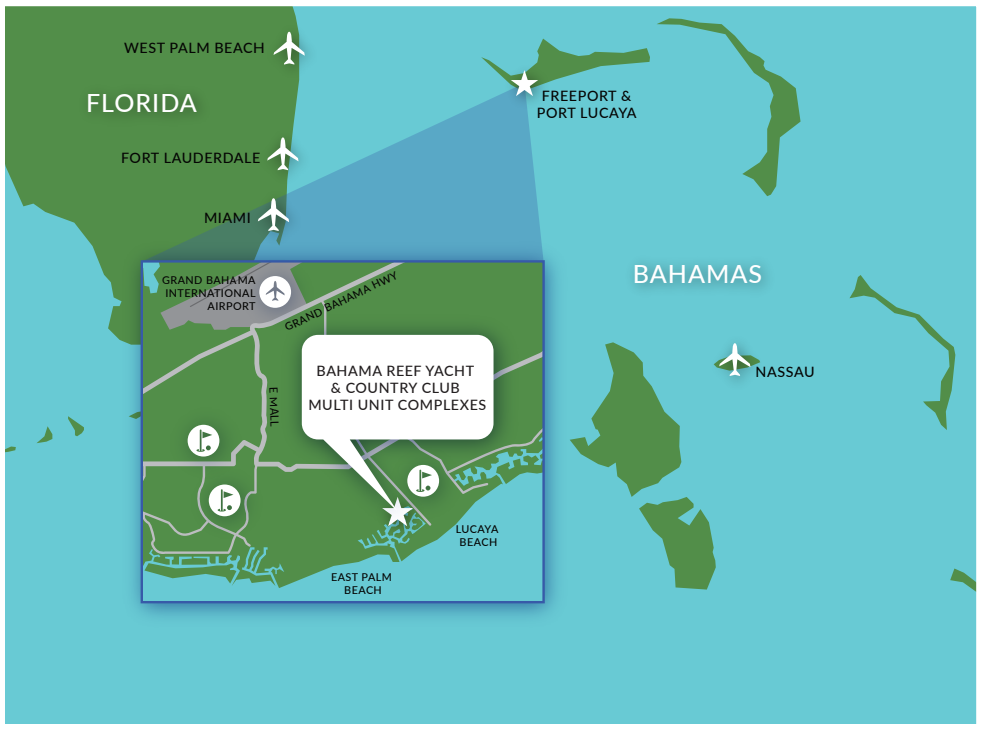 WEST PALM BEACH
FLORIDA
FREEPORT &
PORT LUCAYA
FORT LAUDERDALE
MIAMI
BAHAMAS
NASSAU
GRAND BAHAMA
INTERNATIONAL
AIRPORT
GRAND BAHAMA HWY
BAHAMA REEF YACHT
& COUNTRY CLUB
MULTI UNIT COMPLEXES
E MALL
LUCAYA
BEACH
EAST PALM
BEACH